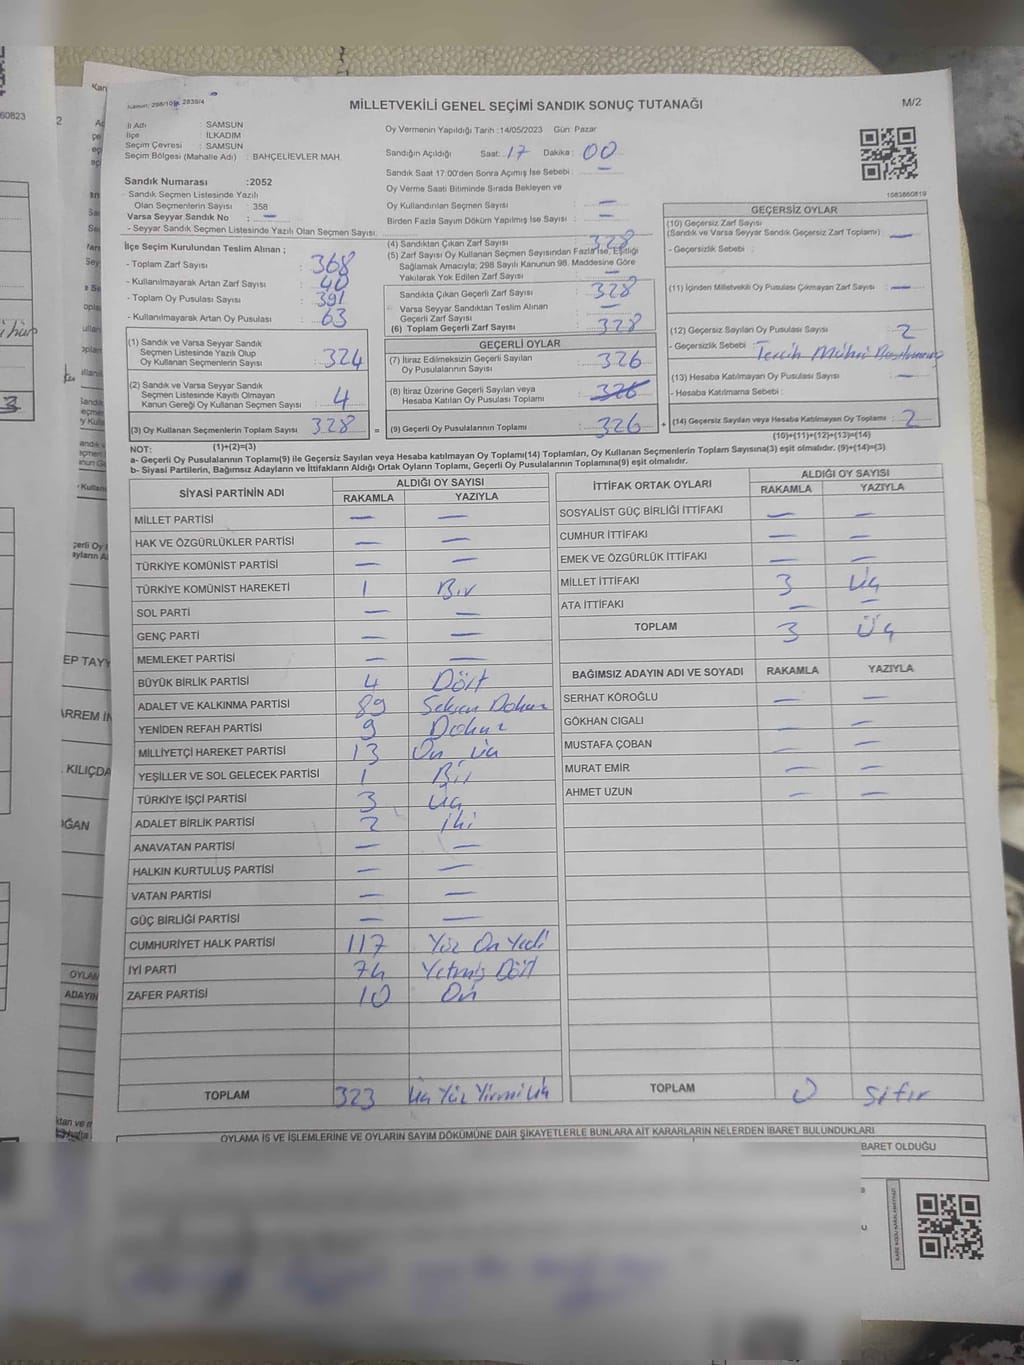 Kanun: 298/105, 2839/4
MİLLETVEKİLİ GENEL SEÇİMİ SANDIK SONUÇ TUTANAĞI
M/2
İl Adı : SAMSUN
İlçe : İLKADIM
Seçim Çevresi : SAMSUN
Seçim Bölgesi (Mahalle Adı) : BAHÇELİEVLER MAH.
Sandık Numarası :2052
Sandık Seçmen Listesinde Yazılı
Olan Seçmenlerin Sayısı : 358
Varsa Seyyar Sandık No : —
- Seyyar Sandık Seçmen Listesinde Yazılı Olan Seçmen Sayısı:
Oy Vermenin Yapıldığı Tarih :14/05/2023 Gün: Pazar
Sandığın Açıldığı Saat: 17 Dakika: 00
Sandık Saat 17:00'den Sonra Açımış İse Sebebi : —
Oy Verme Saati Bitiminde Sırada Bekleyen ve
Oy Kullandırılan Seçmen Sayısı : —
Birden Fazla Sayım Döküm Yapılmış İse Sayısı : —
1083660819
İlçe Seçim Kurulundan Teslim Alınan ;
- Toplam Zarf Sayısı : 368
- Kullanılmayarak Artan Zarf Sayısı : 40
- Toplam Oy Pusulası Sayısı : 391
- Kullanılmayarak Artan Oy Pusulası : 63
(1) Sandık ve Varsa Seyyar Sandık
Seçmen Listesinde Yazılı Olup
Oy Kullanan Seçmenlerin Sayısı : 324
(2) Sandık ve Varsa Seyyar Sandık
Seçmen Listesinde Kayıtlı Olmayan
Kanun Gereği Oy Kullanan Seçmen Sayısı : 4
(3) Oy Kullanan Seçmenlerin Toplam Sayısı : 328
(1)+(2)=(3)
(4) Sandıktan Çıkan Zarf Sayısı : 328
(5) Zarf Sayısı Oy Kullanan Seçmen Sayısından Fazla İse, Eşitliği
Sağlamak Amacıyla; 298 Sayılı Kanunun 98. Maddesine Göre
Yakılarak Yok Edilen Zarf Sayısı : —
Sandıkta Çıkan Geçerli Zarf Sayısı : 328
Varsa Seyyar Sandıktan Teslim Alınan
Geçerli Zarf Sayısı : —
(6) Toplam Geçerli Zarf Sayısı : 328
GEÇERLİ OYLAR
(7) İtiraz Edilmeksizin Geçerli Sayılan
Oy Pusulalarının Sayısı : 326
(8) İtiraz Üzerine Geçerli Sayılan veya
Hesaba Katılan Oy Pusulası Toplamı : 326
= (9) Geçerli Oy Pusulalarının Toplamı : 326 +
GEÇERSİZ OYLAR
(10) Geçersiz Zarf Sayısı
(Sandık ve Varsa Seyyar Sandık Geçersiz Zarf Toplamı) : —
- Geçersizlik Sebebi :
(11) İçinden Milletvekili Oy Pusulası Çıkmayan Zarf Sayısı : —
(12) Geçersiz Sayılan Oy Pusulası Sayısı : 2
- Geçersizlik Sebebi : Tercih Mührü
(13) Hesaba Katılmayan Oy Pusulası Sayısı : —
- Hesaba Katılmama Sebebi :
(14) Geçersiz Sayılan veya Hesaba Katılmayan Oy Toplamı : 2
(10)+(11)+(12)+(13)=(14)
NOT:
a- Geçerli Oy Pusulalarının Toplamı(9) ile Geçersiz Sayılan veya Hesaba katılmayan Oy Toplamı(14) Toplamları, Oy Kullanan Seçmenlerin Toplam Sayısına(3) eşit olmalıdır. (9)+(14)=(3)
b- Siyasi Partilerin, Bağımsız Adayların ve İttifakların Aldığı Ortak Oyların Toplamı, Geçerli Oy Pusulalarının Toplamına(9) eşit olmalıdır.
SİYASİ PARTİNİN ADI
ALDIĞI OY SAYISI
RAKAMLA YAZIYLA
MİLLET PARTİSİ — —
HAK VE ÖZGÜRLÜKLER PARTİSİ — —
TÜRKİYE KOMÜNİST PARTİSİ — —
TÜRKİYE KOMÜNİST HAREKETİ 1 Bir
SOL PARTİ — —
GENÇ PARTİ — —
MEMLEKET PARTİSİ — —
BÜYÜK BİRLİK PARTİSİ 4 Dört
ADALET VE KALKINMA PARTİSİ 89 Seksen Dokuz
YENİDEN REFAH PARTİSİ 9 Dokuz
MİLLİYETÇİ HAREKET PARTİSİ 13 On üç
YEŞİLLER VE SOL GELECEK PARTİSİ 1 Bir
TÜRKİYE İŞÇİ PARTİSİ 3 üç
ADALET BİRLİK PARTİSİ 2 iki
ANAVATAN PARTİSİ — —
HALKIN KURTULUŞ PARTİSİ — —
VATAN PARTİSİ — —
GÜÇ BİRLİĞİ PARTİSİ — —
CUMHURİYET HALK PARTİSİ 117 Yüz On Yedi
İYİ PARTİ 74 Yetmiş Dört
ZAFER PARTİSİ 10 On
TOPLAM 323 Üç Yüz Yirmi Üç
İTTİFAK ORTAK OYLARI
ALDIĞI OY SAYISI
RAKAMLA YAZIYLA
SOSYALİST GÜÇ BİRLİĞİ İTTİFAKI — —
CUMHUR İTTİFAKI — —
EMEK VE ÖZGÜRLÜK İTTİFAKI — —
MİLLET İTTİFAKI 3 üç
ATA İTTİFAKI — —
TOPLAM 3 Üç
BAĞIMSIZ ADAYIN ADI VE SOYADI RAKAMLA YAZIYLA
SERHAT KÖROĞLU — —
GÖKHAN CIGALI — —
MUSTAFA ÇOBAN — —
MURAT EMİR — —
AHMET UZUN — —
TOPLAM 0 Sıfır
OYLAMA İŞ VE İŞLEMLERİNE VE OYLARIN SAYIM DÖKÜMÜNE DAİR ŞİKAYETLERLE BUNLARA AİT KARARLARIN NELERDEN İBARET BULUNDUKLARI
BARET OLDUĞU